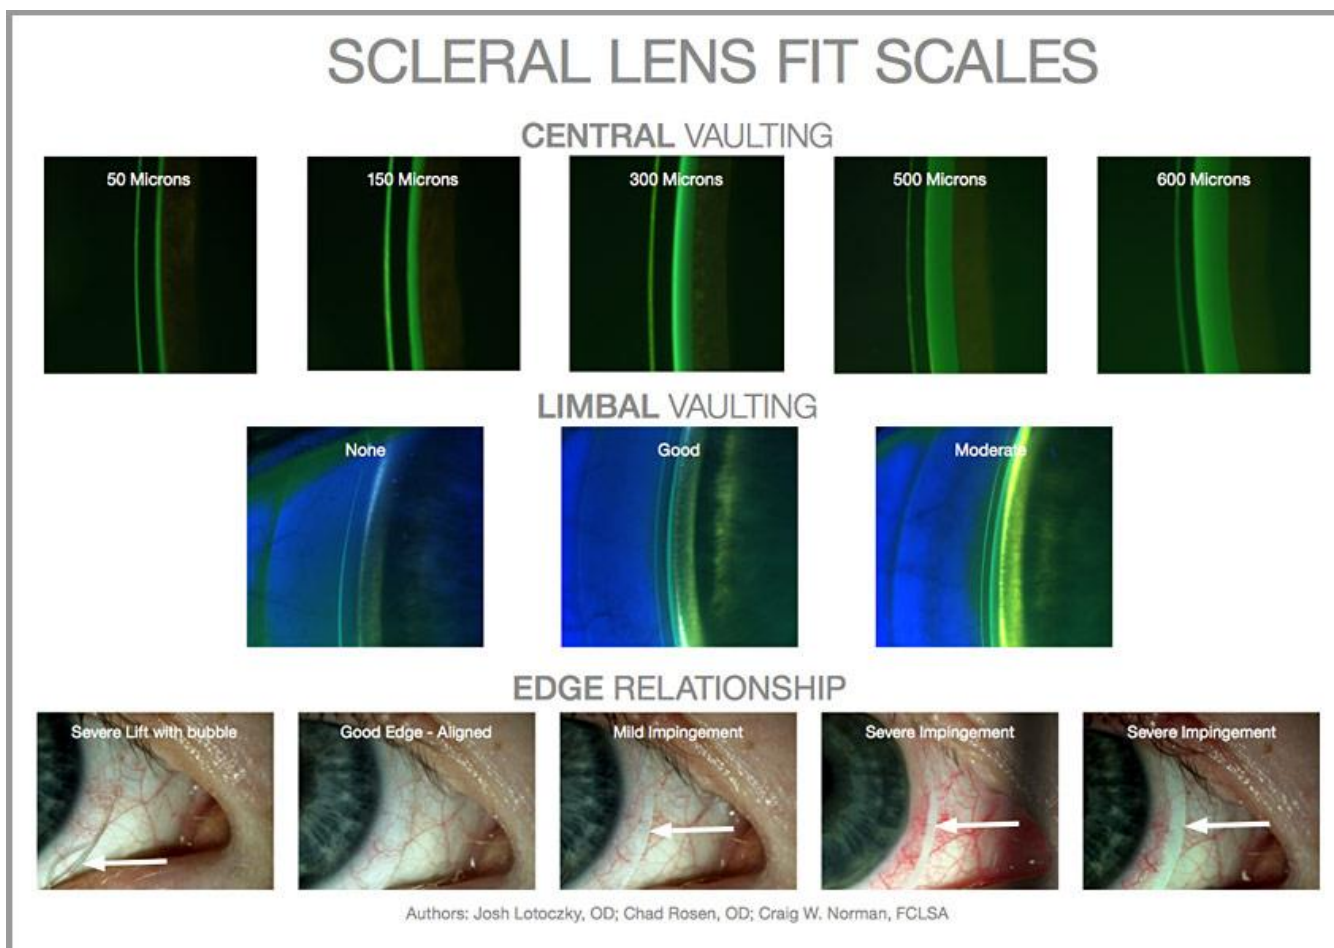 SCLERAL LENS FIT SCALES
CENTRAL VAULTING
50 Microns
150 Microns
300 Microns
500 Microns
600 Microns
LIMBAL VAULTING
None
Good
Moderate
EDGE RELATIONSHIP
Severe Lift with bubble
Good Edge - Aligned
Mild Impingement
Severe Impingement
Severe Impingement
Authors: Josh Lotoczky, OD; Chad Rosen, OD; Craig W. Norman, FCLSA